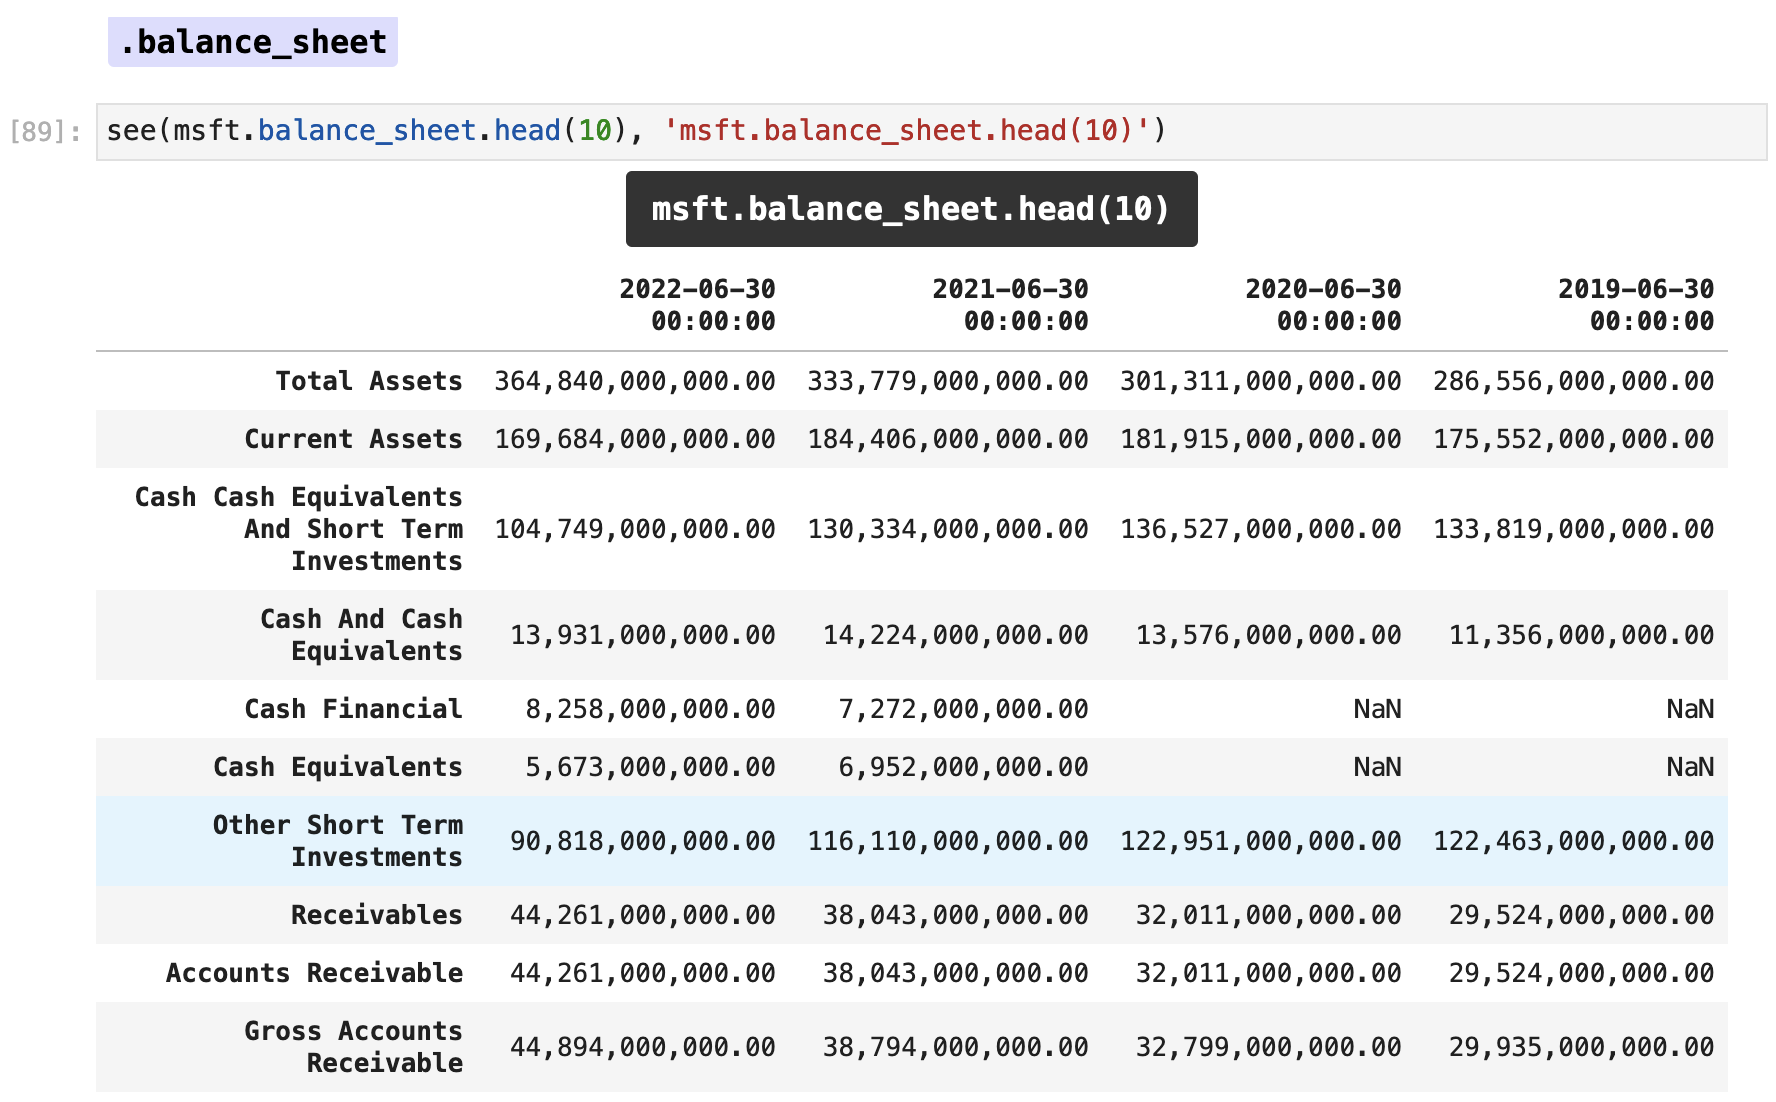 .balance_sheet
[89]: see(msft.balance_sheet.head(10), 'msft.balance_sheet.head(10)')
msft.balance_sheet.head(10)
2022-06-30 2021-06-30 2020-06-30 2019-06-30
00:00:00 00:00:00 00:00:00 00:00:00
Total Assets 364,840,000,000.00 333,779,000,000.00 301,311,000,000.00 286,556,000,000.00
Current Assets 169,684,000,000.00 184,406,000,000.00 181,915,000,000.00 175,552,000,000.00
Cash Cash Equivalents
And Short Term 104,749,000,000.00 130,334,000,000.00 136,527,000,000.00 133,819,000,000.00
Investments
Cash And Cash
Equivalents 13,931,000,000.00 14,224,000,000.00 13,576,000,000.00 11,356,000,000.00
Cash Financial 8,258,000,000.00 7,272,000,000.00 NaN NaN
Cash Equivalents 5,673,000,000.00 6,952,000,000.00 NaN NaN
Other Short Term
Investments 90,818,000,000.00 116,110,000,000.00 122,951,000,000.00 122,463,000,000.00
Receivables 44,261,000,000.00 38,043,000,000.00 32,011,000,000.00 29,524,000,000.00
Accounts Receivable 44,261,000,000.00 38,043,000,000.00 32,011,000,000.00 29,524,000,000.00
Gross Accounts
Receivable 44,894,000,000.00 38,794,000,000.00 32,799,000,000.00 29,935,000,000.00